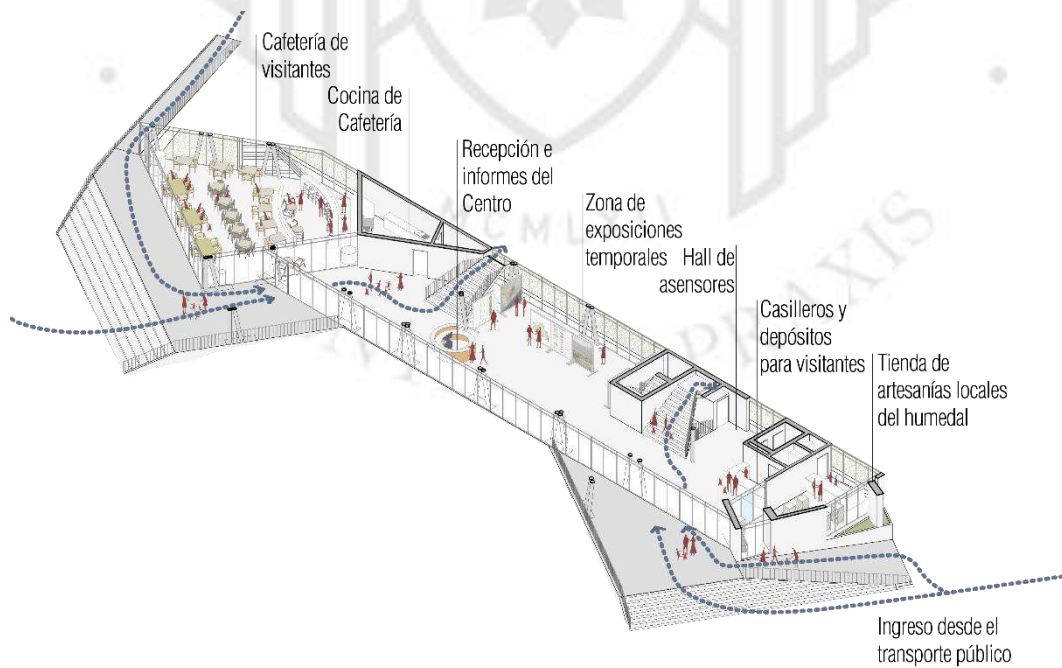 Cafetería de
visitantes
Cocina de
Cafetería
Recepción e
informes del
Centro
Zona de
exposiciones
temporales
Hall de
asensores
Casilleros y
depósitos
para visitantes
Tienda de
artesanías locales
del humedal
Ingreso desde el
transporte público